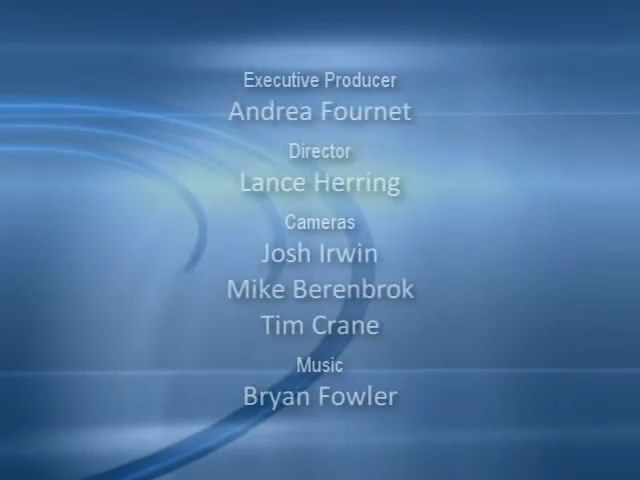 Executive Producer
Andrea Fournet
Director
Lance Herring
Cameras
Josh Irwin
Mike Berenbrok
Tim Crane
Music
Bryan Fowler